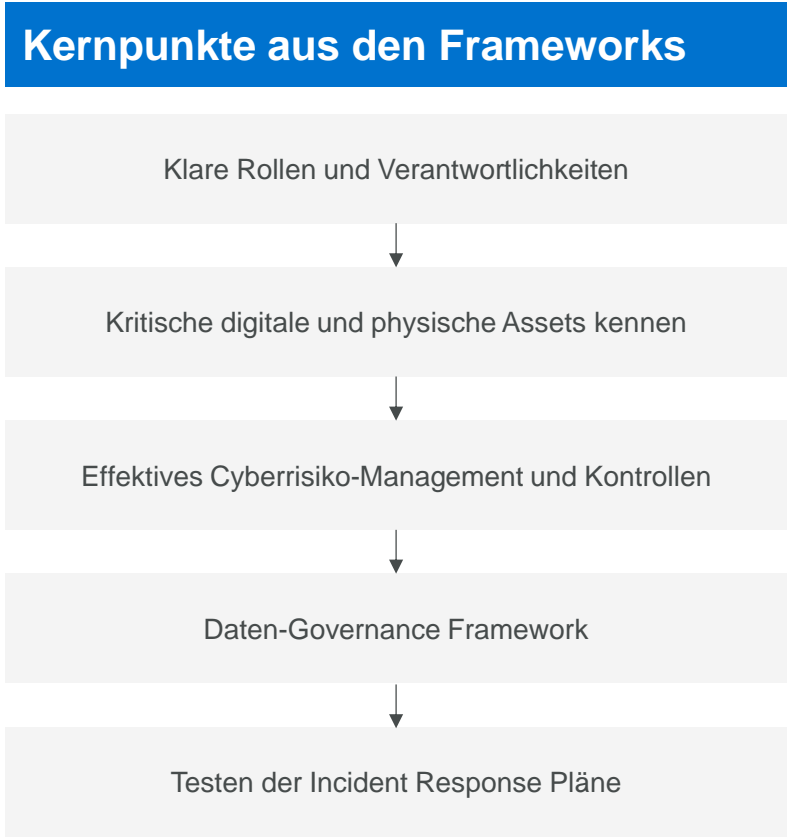 Kernpunkte aus den Frameworks
Klare Rollen und Verantwortlichkeiten
Kritische digitale und physische Assets kennen
Effektives Cyberrisiko-Management und Kontrollen
Daten-Governance Framework
Testen der Incident Response Pläne